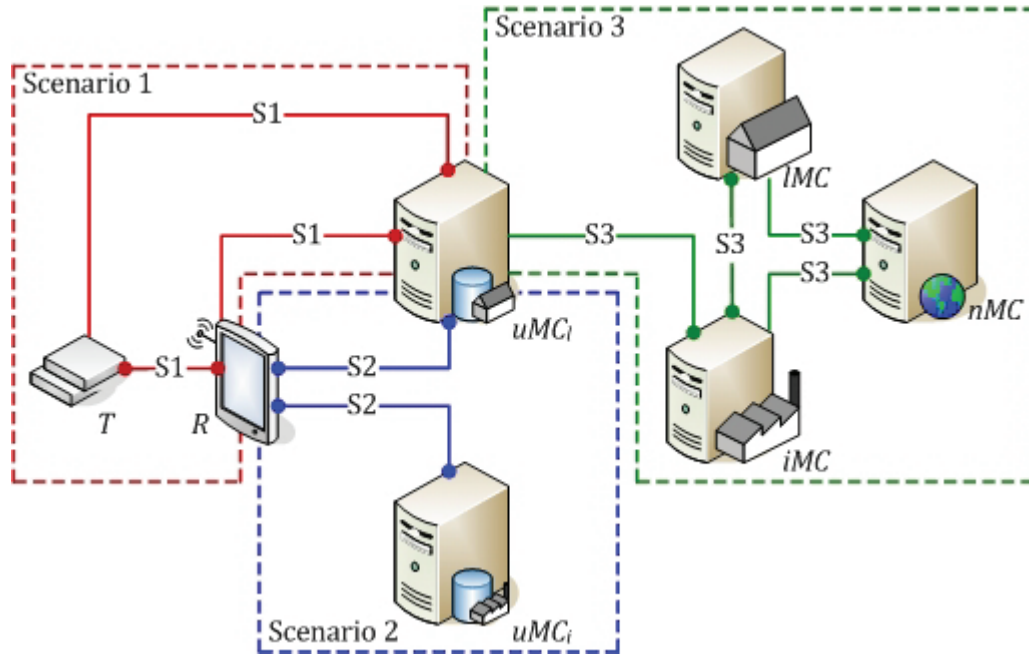 Scenario 3
Scenario 1
S1
lMC
S1
S3
S3
S3
S3
nMC
uMCl
S1
S2
T
R
S2
iMC
Scenario 2
uMCi